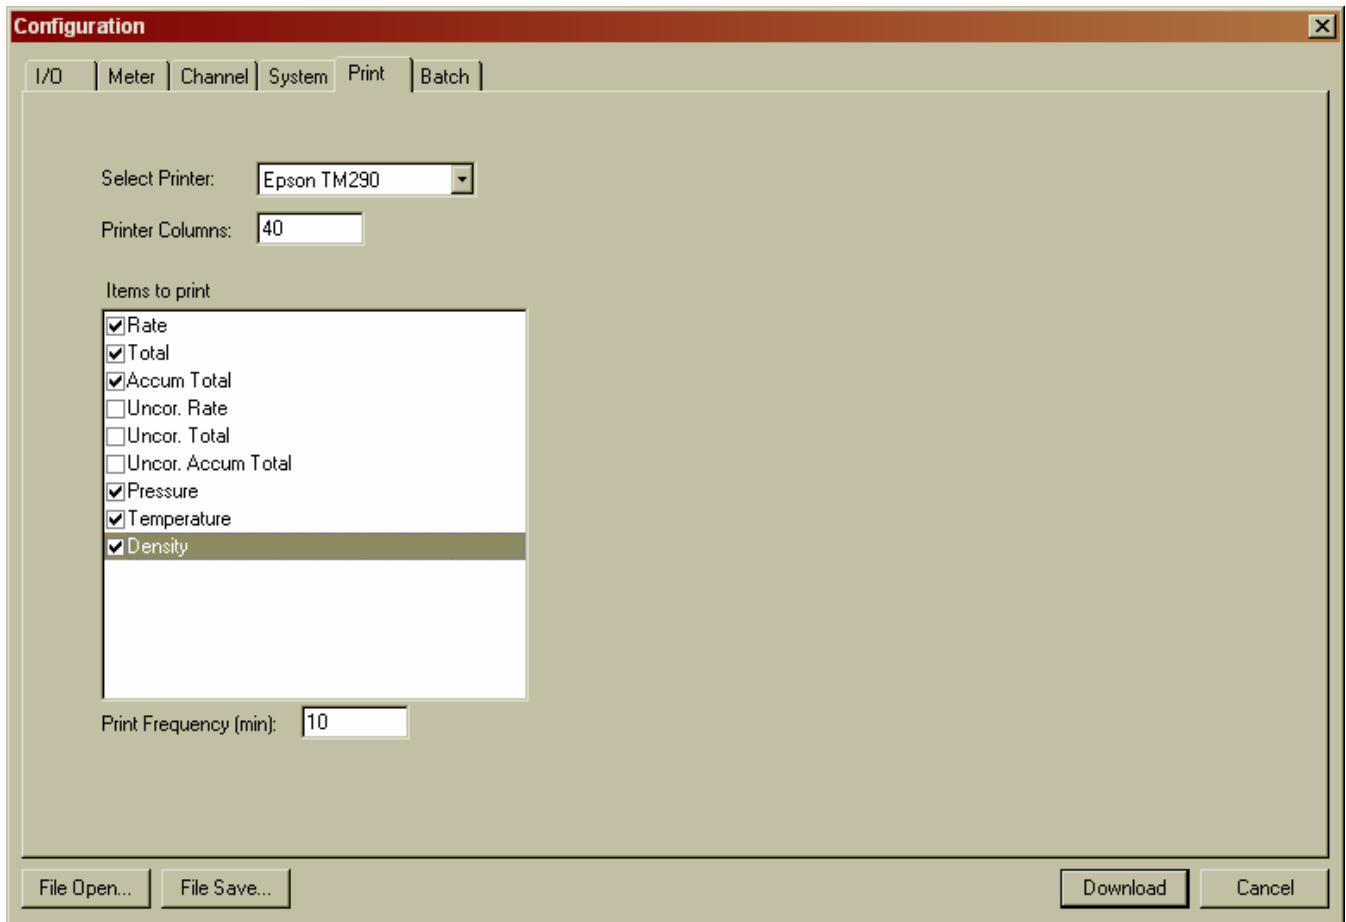 Configuration
I/O Meter Channel System Print Batch
Select Printer: Epson TM290
Printer Columns: 40
Items to print
Rate
Total
Accum Total
Uncor. Rate
Uncor. Total
Uncor. Accum Total
Pressure
Temperature
Density
Print Frequency (min): 10
File Open... File Save... Download Cancel